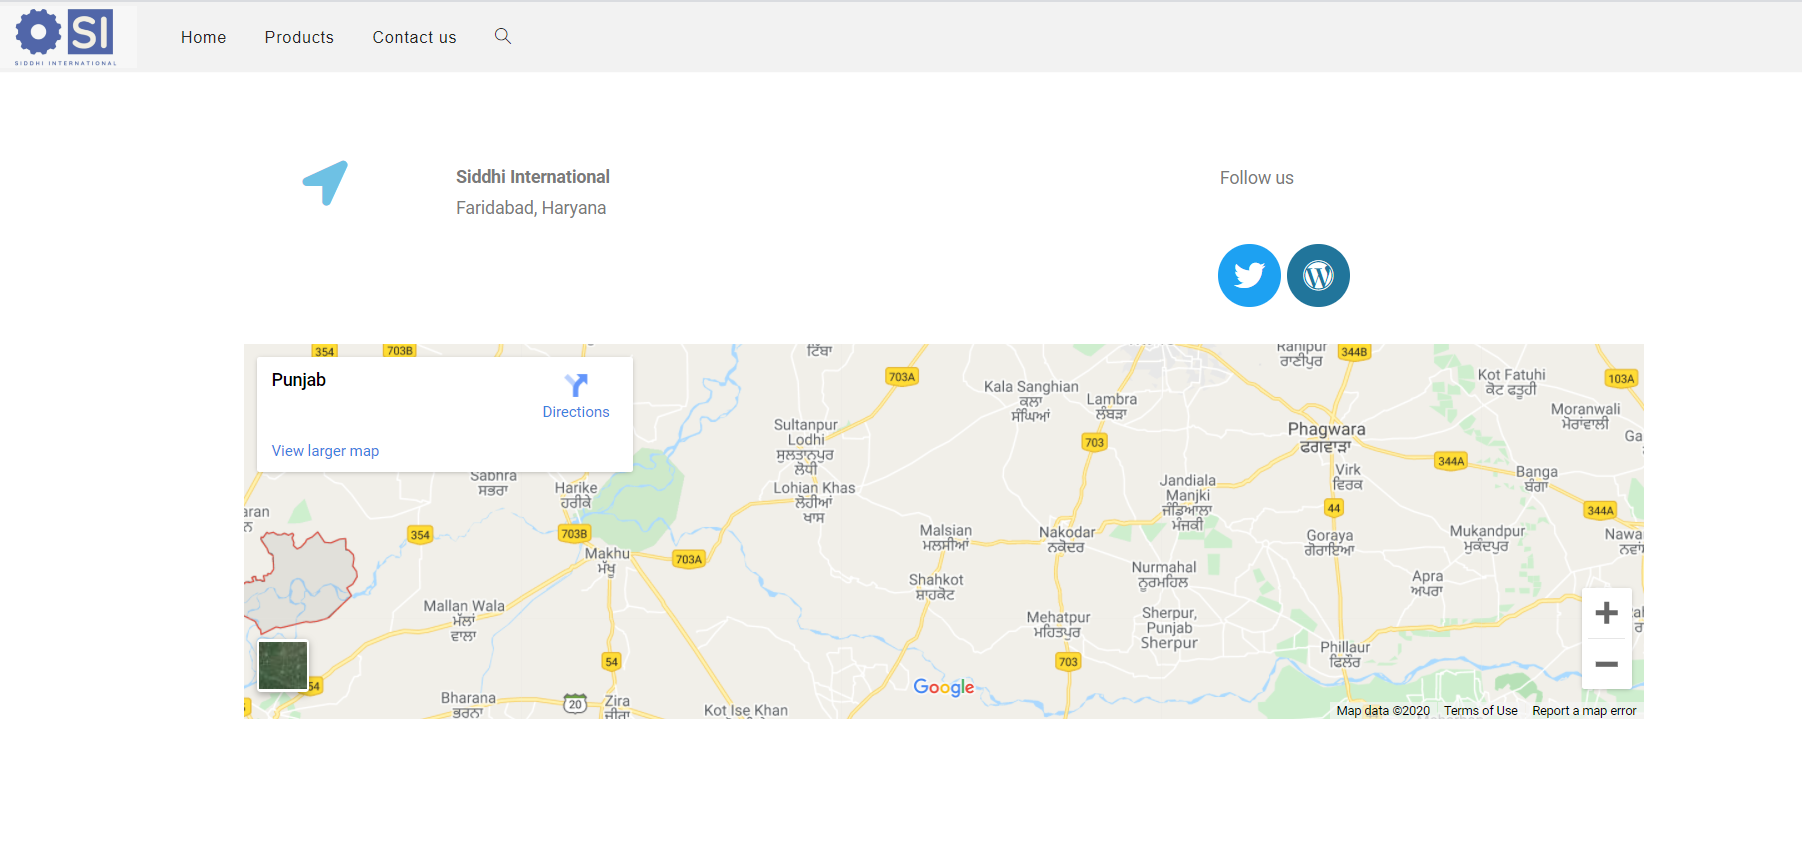 SI
SIDDHI INTERNATIONAL
Home
Products
Contact us
Siddhi International
Faridabad, Haryana
Follow us
Punjab
Directions
View larger map
354
703B
ਟਿੱਬਾ
703A
Kala Sanghian
ਕਲਾ
ਸੰਘਿਆਂ
Lambra
ਲੰਬੜਾ
ਰਾਣੀਪੁਰ
344B
Kot Fatuhi
ਕੋਟ ਫਤੂਹੀ
103A
Moranwali
ਮੋਰਾਂਵਾਲੀ
Sultanpur
Lodhi
ਸੁਲਤਾਨਪੁਰ
ਲੋਧੀ
703
Phagwara
ਫਗਵਾੜਾ
344A
Virk
ਵਿਰਕ
Banga
ਬੰਗਾ
Sabhra
ਸਭਰਾ
Harike
ਹਰੀਕੇ
Lohian Khas
ਲੋਹੀਆਂ
ਖਾਸ
Jandiala
Manjki
ਜੰਡਿਆਲਾ
ਮੰਜਕੀ
44
344A
354
703B
Malsian
ਮਲਸੀਆਂ
Nakodar
ਨਕੋਦਰ
Goraya
ਗੋਰਾਇਆ
Mukandpur
ਮੁਕੰਦਪੁਰ
Makhu
ਮੱਖੂ
703A
Shahkot
ਸ਼ਾਹਕੋਟ
Nurmahal
ਨੂਰਮਹਿਲ
Apra
ਅਪਰਾ
Mallan Wala
ਮੱਲਾਂ
ਵਾਲਾ
Mehatpur
ਮਹਿਤਪੁਰ
Sherpur,
Punjab
Sherpur
Phillaur
ਫਿਲੌਰ
54
703
54
Bharana
ਭਰਨਾ
20
Zira
ਜ਼ੀਰਾ
Kot Ise Khan
Google
Map data ©2020
Terms of Use
Report a map error